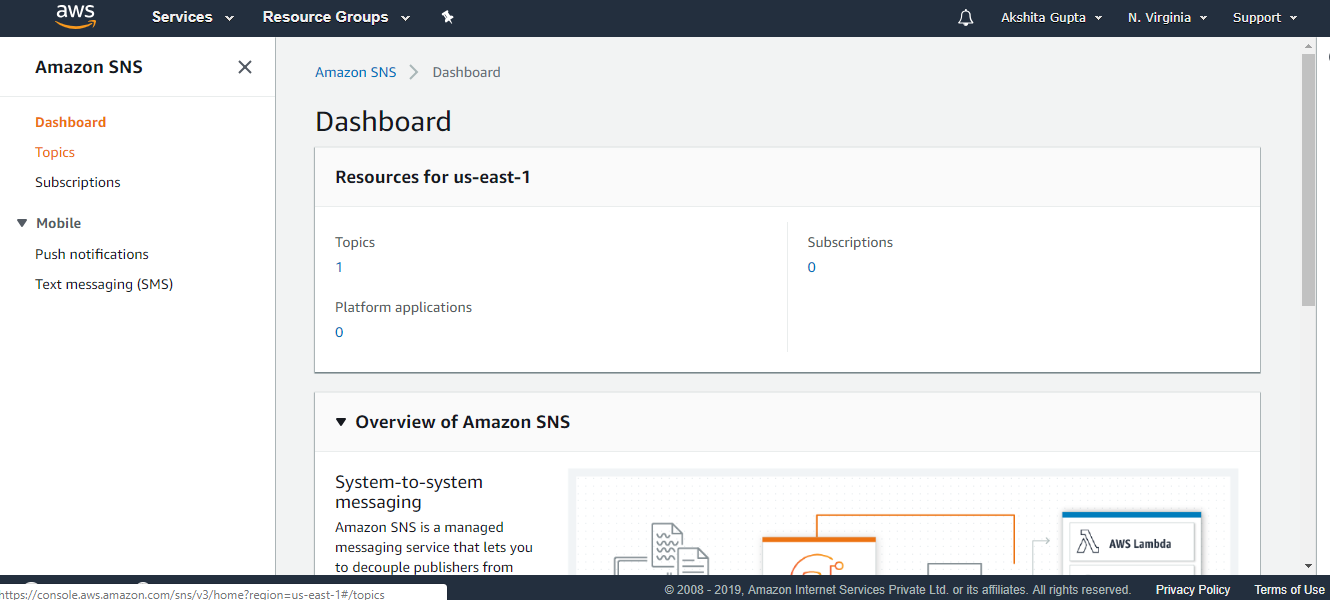 aws
Services
Resource Groups
Akshita Gupta
N. Virginia
Support
Amazon SNS
Dashboard
Topics
Subscriptions
Mobile
Push notifications
Text messaging (SMS)
Amazon SNS
Dashboard
Dashboard
Resources for us-east-1
Topics
1
Platform applications
0
Subscriptions
0
Overview of Amazon SNS
System-to-system
messaging
Amazon SNS is a managed
messaging service that lets you
to decouple publishers from
AWS Lambda
https://console.aws.amazon.com/sns/v3/home?region=us-east-1#/topics
© 2008 - 2019, Amazon Internet Services Private Ltd. or its affiliates. All rights reserved.
Privacy Policy
Terms of Use